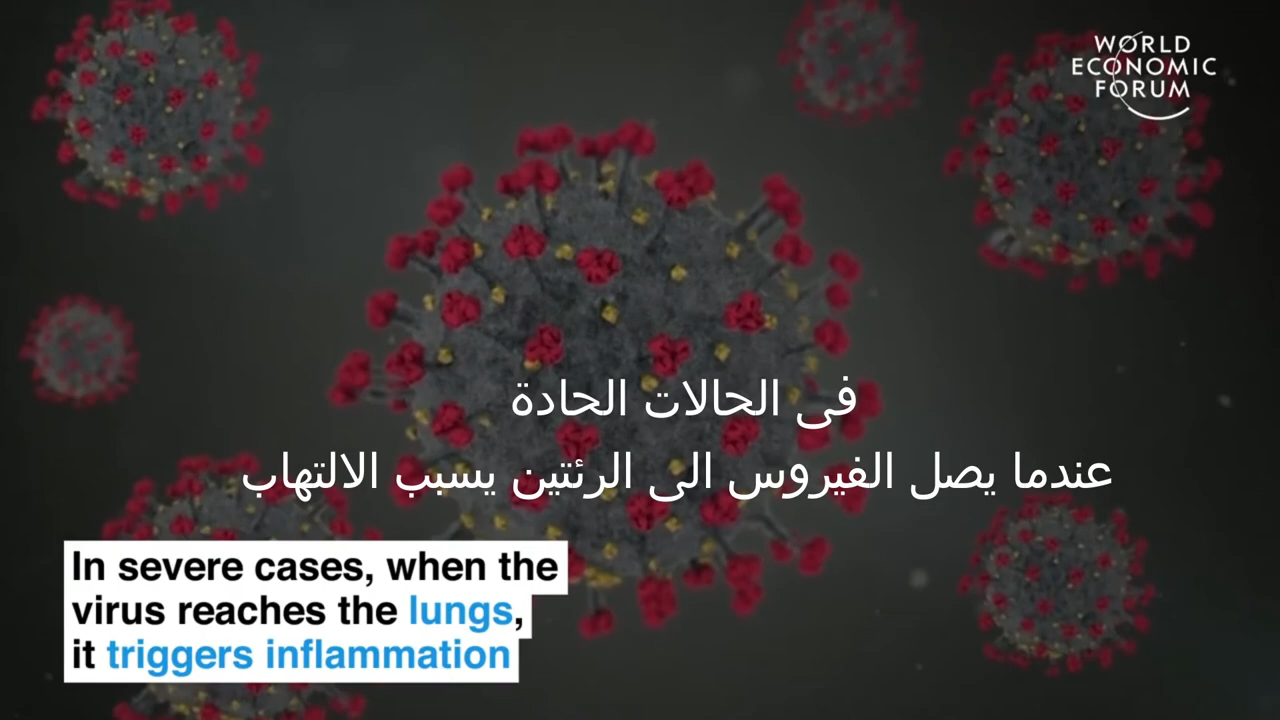 WORLD
ECONOMIC
FORUM
فى الحالات الحادة
عندما يصل الفيروس الى الرئتين يسبب الالتهاب
In severe cases, when the
virus reaches the lungs,
it triggers inflammation